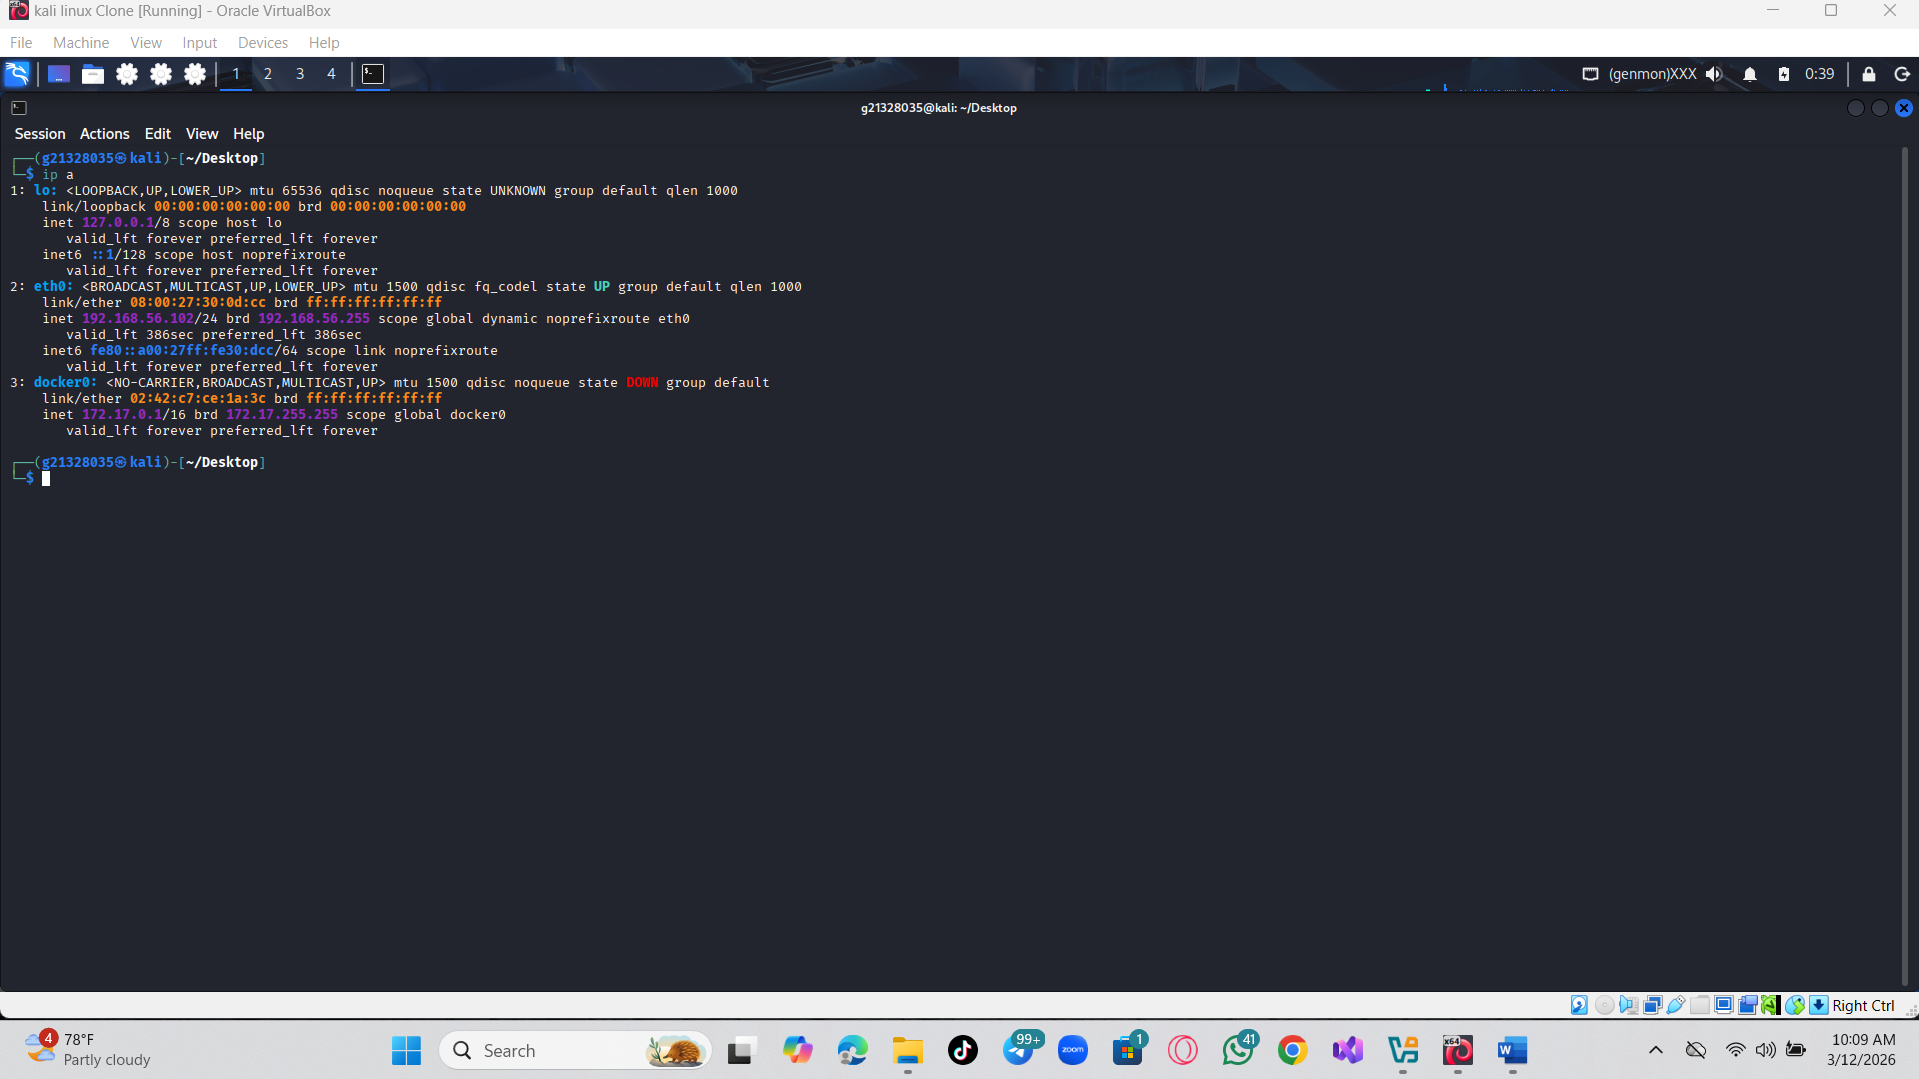 kali linux Clone [Running] - Oracle VirtualBox
File Machine View Input Devices Help
1 2 3 4 (genmon)XXX 0:39
g21328035@kali: ~/Desktop
Session Actions Edit View Help
┌──(g21328035㉿kali)-[~/Desktop]
└─$ ip a
1: lo: <LOOPBACK,UP,LOWER_UP> mtu 65536 qdisc noqueue state UNKNOWN group default qlen 1000
link/loopback 00:00:00:00:00:00 brd 00:00:00:00:00:00
inet 127.0.0.1/8 scope host lo
valid_lft forever preferred_lft forever
inet6 ::1/128 scope host noprefixroute
valid_lft forever preferred_lft forever
2: eth0: <BROADCAST,MULTICAST,UP,LOWER_UP> mtu 1500 qdisc fq_codel state UP group default qlen 1000
link/ether 08:00:27:30:0d:cc brd ff:ff:ff:ff:ff:ff
inet 192.168.56.102/24 brd 192.168.56.255 scope global dynamic noprefixroute eth0
valid_lft 386sec preferred_lft 386sec
inet6 fe80::a00:27ff:fe30:dcc/64 scope link noprefixroute
valid_lft forever preferred_lft forever
3: docker0: <NO-CARRIER,BROADCAST,MULTICAST,UP> mtu 1500 qdisc noqueue state DOWN group default
link/ether 02:42:c7:ce:1a:3c brd ff:ff:ff:ff:ff:ff
inet 172.17.0.1/16 brd 172.17.255.255 scope global docker0
valid_lft forever preferred_lft forever
┌──(g21328035㉿kali)-[~/Desktop]
└─$
Right Ctrl
4 78°F
Partly cloudy
Search
99+ zoom 1 41 x64 W
10:09 AM
3/12/2026